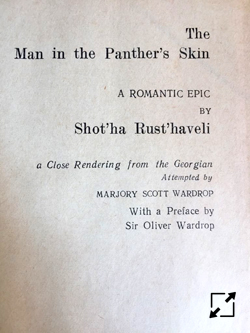 The
Man in the Panther's Skin
A ROMANTIC EPIC
BY
Shot'ha Rust'haveli
a Close Rendering from the Georgian
Attempted by
MARJORY SCOTT WARDROP
With a Preface by
Sir Oliver Wardrop